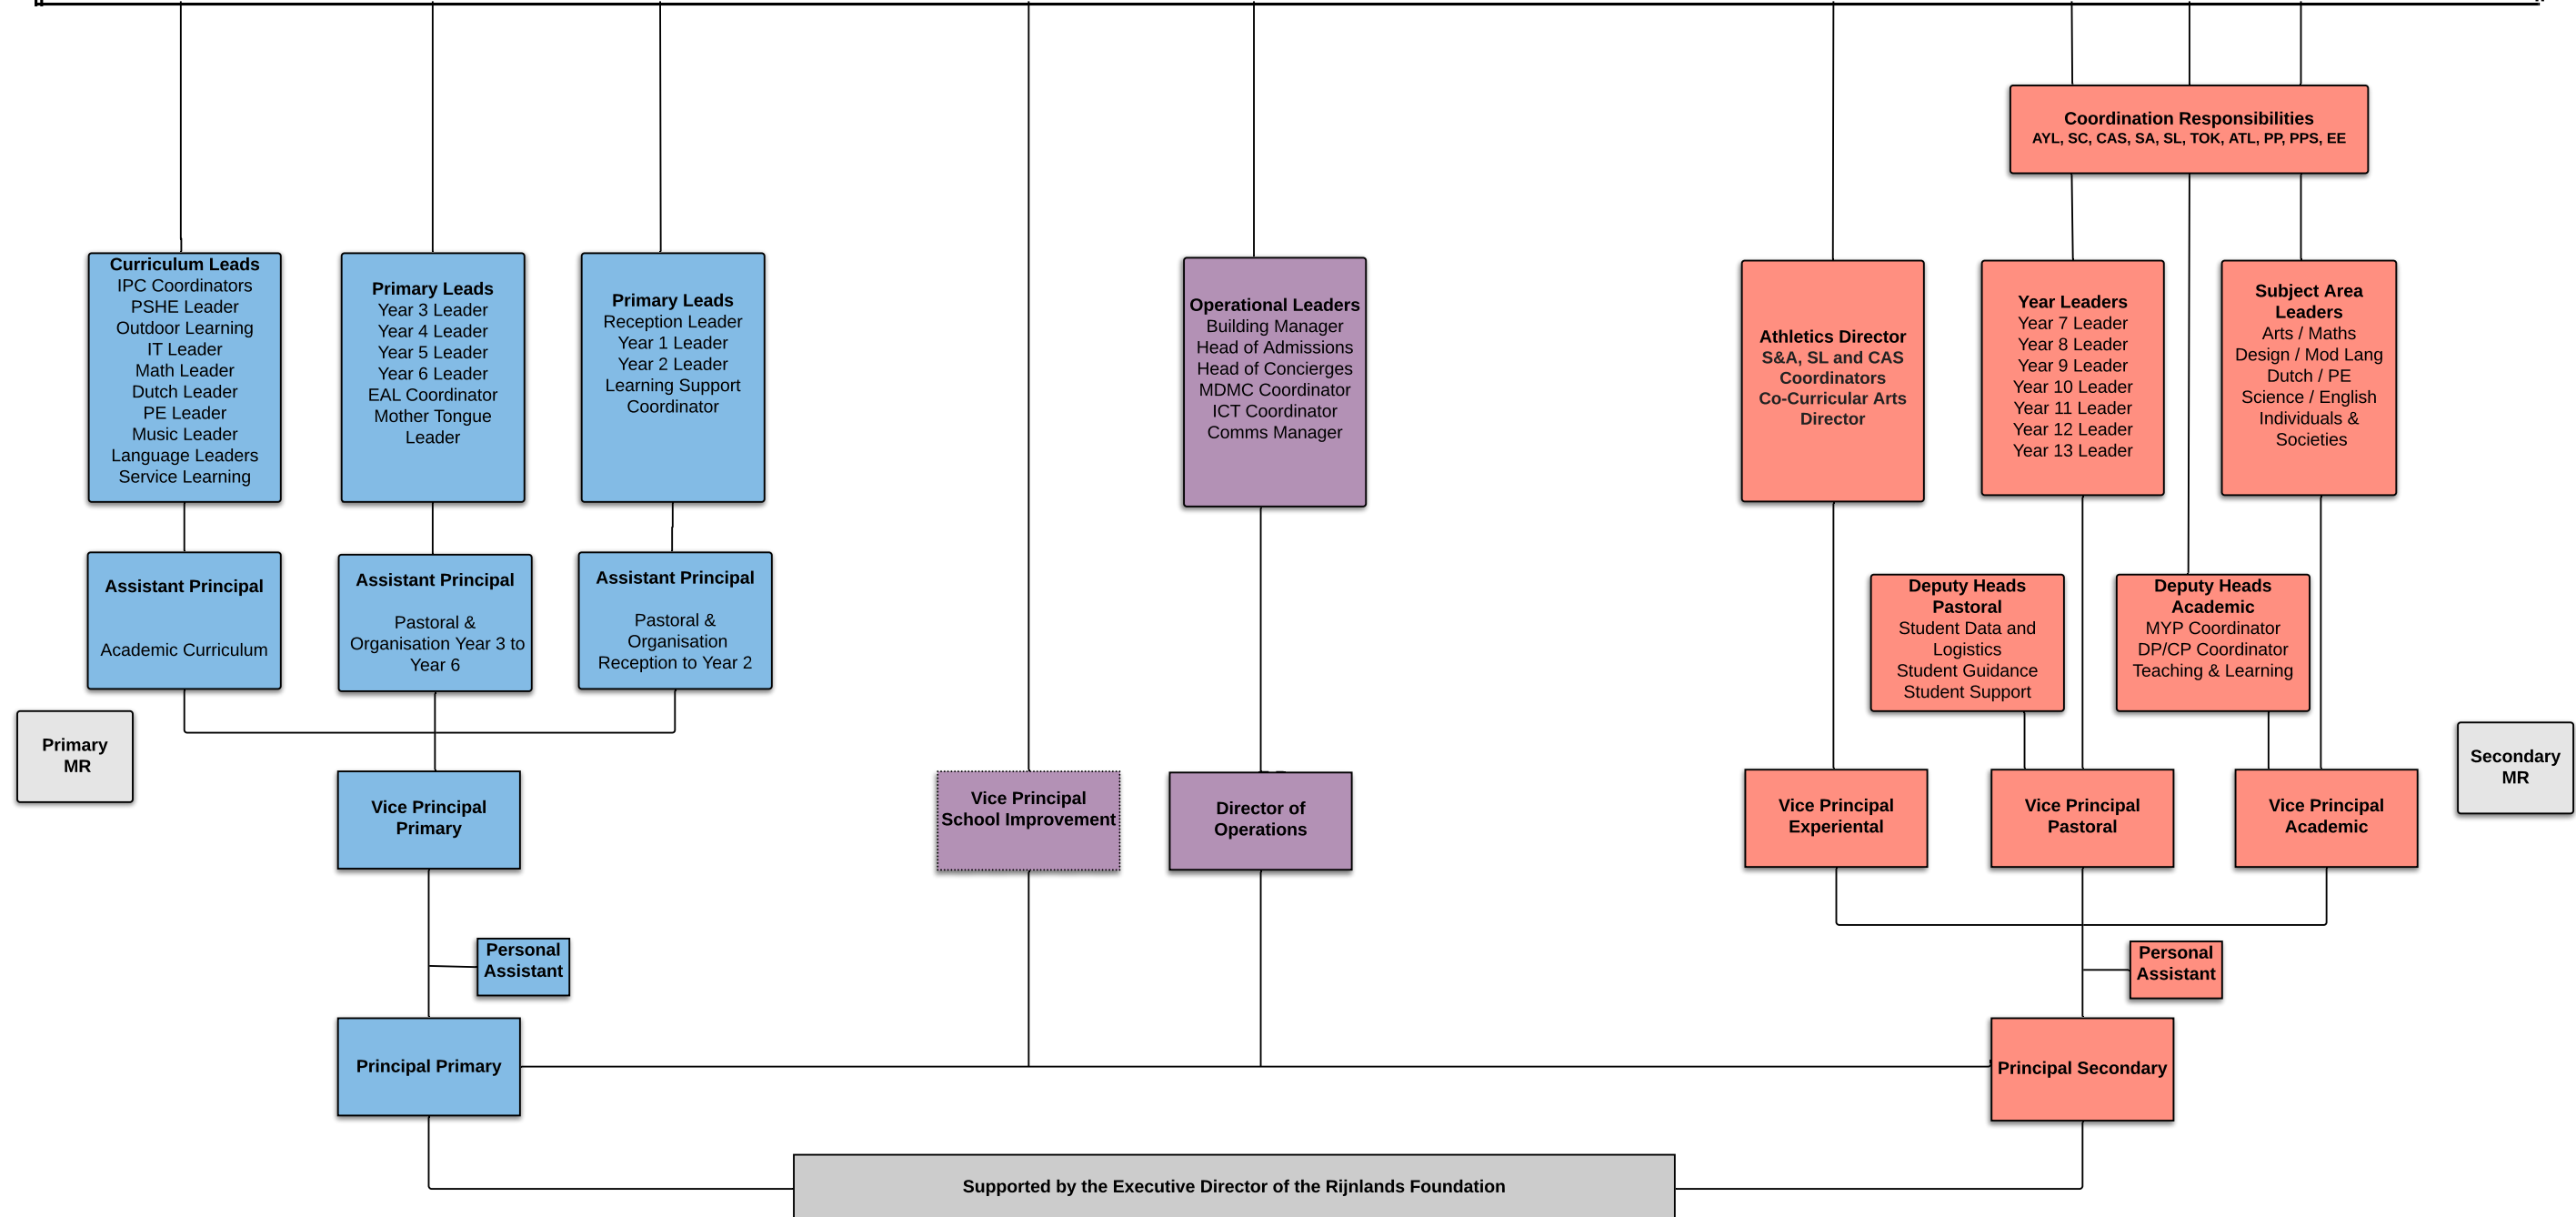 Coordination Responsibilities
AYL, SC, CAS, SA, SL, TOK, ATL, PP, PPS, EE
Curriculum Leads
IPC Coordinators
PSHE Leader
Outdoor Learning
IT Leader
Math Leader
Dutch Leader
PE Leader
Music Leader
Language Leaders
Service Learning
Primary Leads
Year 3 Leader
Year 4 Leader
Year 5 Leader
Year 6 Leader
EAL Coordinator
Mother Tongue
Leader
Primary Leads
Reception Leader
Year 1 Leader
Year 2 Leader
Learning Support
Coordinator
Operational Leaders
Building Manager
Head of Admissions
Head of Concierges
MDMC Coordinator
ICT Coordinator
Comms Manager
Athletics Director
S&A, SL and CAS
Coordinators
Co-Curricular Arts
Director
Year Leaders
Year 7 Leader
Year 8 Leader
Year 9 Leader
Year 10 Leader
Year 11 Leader
Year 12 Leader
Year 13 Leader
Subject Area
Leaders
Arts / Maths
Design / Mod Lang
Dutch / PE
Science / English
Individuals &
Societies
Assistant Principal
Academic Curriculum
Assistant Principal
Pastoral &
Organisation Year 3 to
Year 6
Assistant Principal
Pastoral &
Organisation
Reception to Year 2
Deputy Heads
Pastoral
Student Data and
Logistics
Student Guidance
Student Support
Deputy Heads
Academic
MYP Coordinator
DP/CP Coordinator
Teaching & Learning
Primary
MR
Secondary
MR
Vice Principal
Primary
Vice Principal
School Improvement
Director of
Operations
Vice Principal
Experiental
Vice Principal
Pastoral
Vice Principal
Academic
Personal
Assistant
Personal
Assistant
Principal Primary
Principal Secondary
Supported by the Executive Director of the Rijnlands Foundation